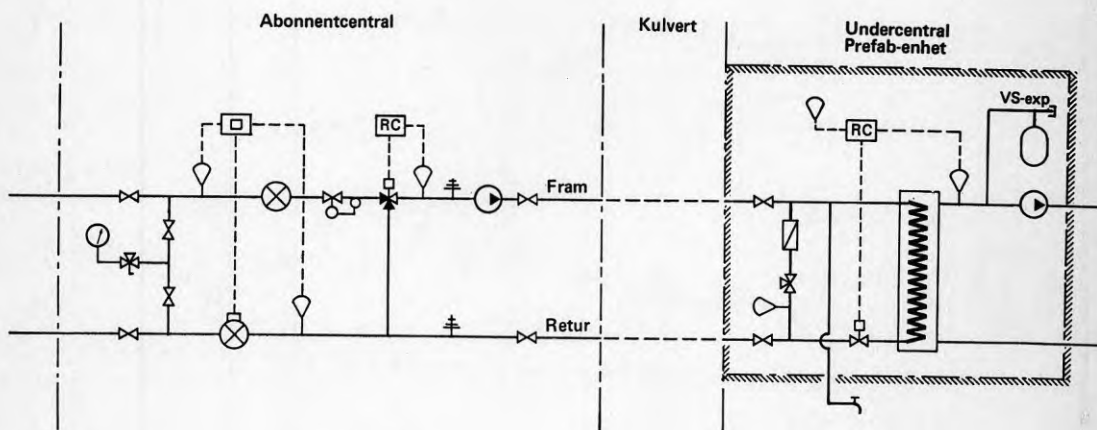 Abonnentcentral
Kulvert
Undercentral
Prefab-enhet
VS-exp
RC
RC
Fram
Retur